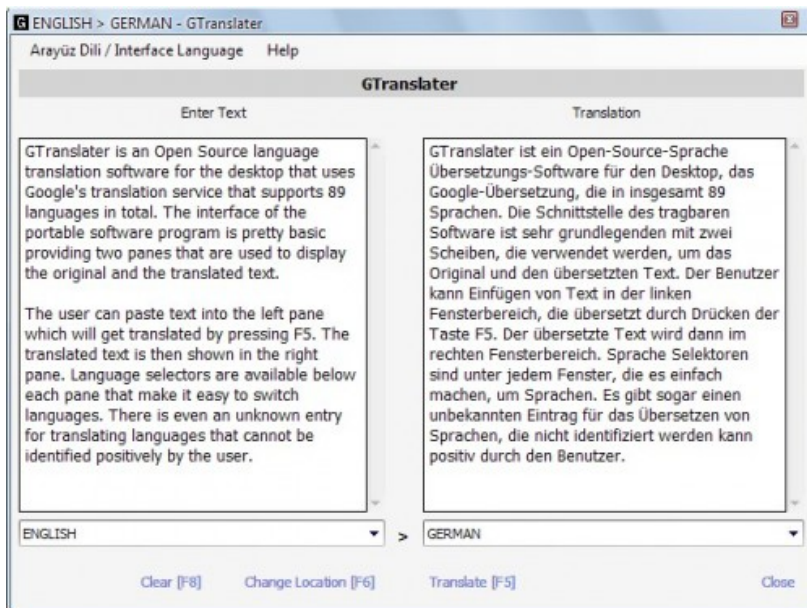 G ENGLISH > GERMAN - GTranslater
Arayüz Dili / Interface Language Help
GTranslater
Enter Text
GTranslater is an Open Source language
translation software for the desktop that uses
Google's translation service that supports 89
languages in total. The interface of the
portable software program is pretty basic
providing two panes that are used to display
the original and the translated text.
The user can paste text into the left pane
which will get translated by pressing F5. The
translated text is then shown in the right
pane. Language selectors are available below
each pane that make it easy to switch
languages. There is even an unknown entry
for translating languages that cannot be
identified positively by the user.
ENGLISH
>
Translation
GTranslater ist ein Open-Source-Sprache
Übersetzungs-Software für den Desktop, das
Google-Übersetzung, die in insgesamt 89
Sprachen. Die Schnittstelle des tragbaren
Software ist sehr grundlegenden mit zwei
Scheiben, die verwendet werden, um das
Original und den übersetzten Text. Der Benutzer
kann Einfügen von Text in der linken
Fensterbereich, die übersetzt durch Drücken der
Taste F5. Der übersetzte Text wird dann im
rechten Fensterbereich. Sprache Selektoren
sind unter jedem Fenster, die es einfach
machen, um Sprachen. Es gibt sogar einen
unbekannten Eintrag für das Übersetzen von
Sprachen, die nicht identifiziert werden kann
positiv durch den Benutzer.
GERMAN
Clear [F8] Change Location [F6] Translate [F5] Close